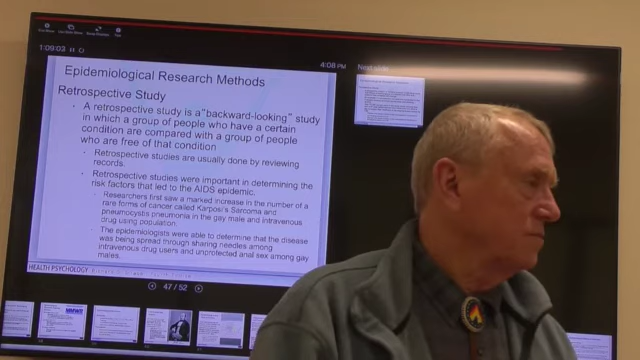 1:09:03
4:08 PM
Next slide
Epidemiological Research Methods
Retrospective Study
• A retrospective study is a "backward-looking" study
in which a group of people who have a certain
condition are compared with a group of people
who are free of that condition
• Retrospective studies are usually done by reviewing
records.
• Retrospective studies were important in determining the
risk factors that led to the AIDS epidemic.
• Researchers first saw a marked increase in the number of a
rare forms of cancer called Karposi's Sarcoma and
pneumocystis pneumonia in the gay male and intravenous
drug using population.
• The epidemiologists were able to determine that the disease
was being spread through sharing needles among
intravenous drug users and unprotected anal sex among gay
males.
HEALTH PSYCHOLOGY
47 / 52